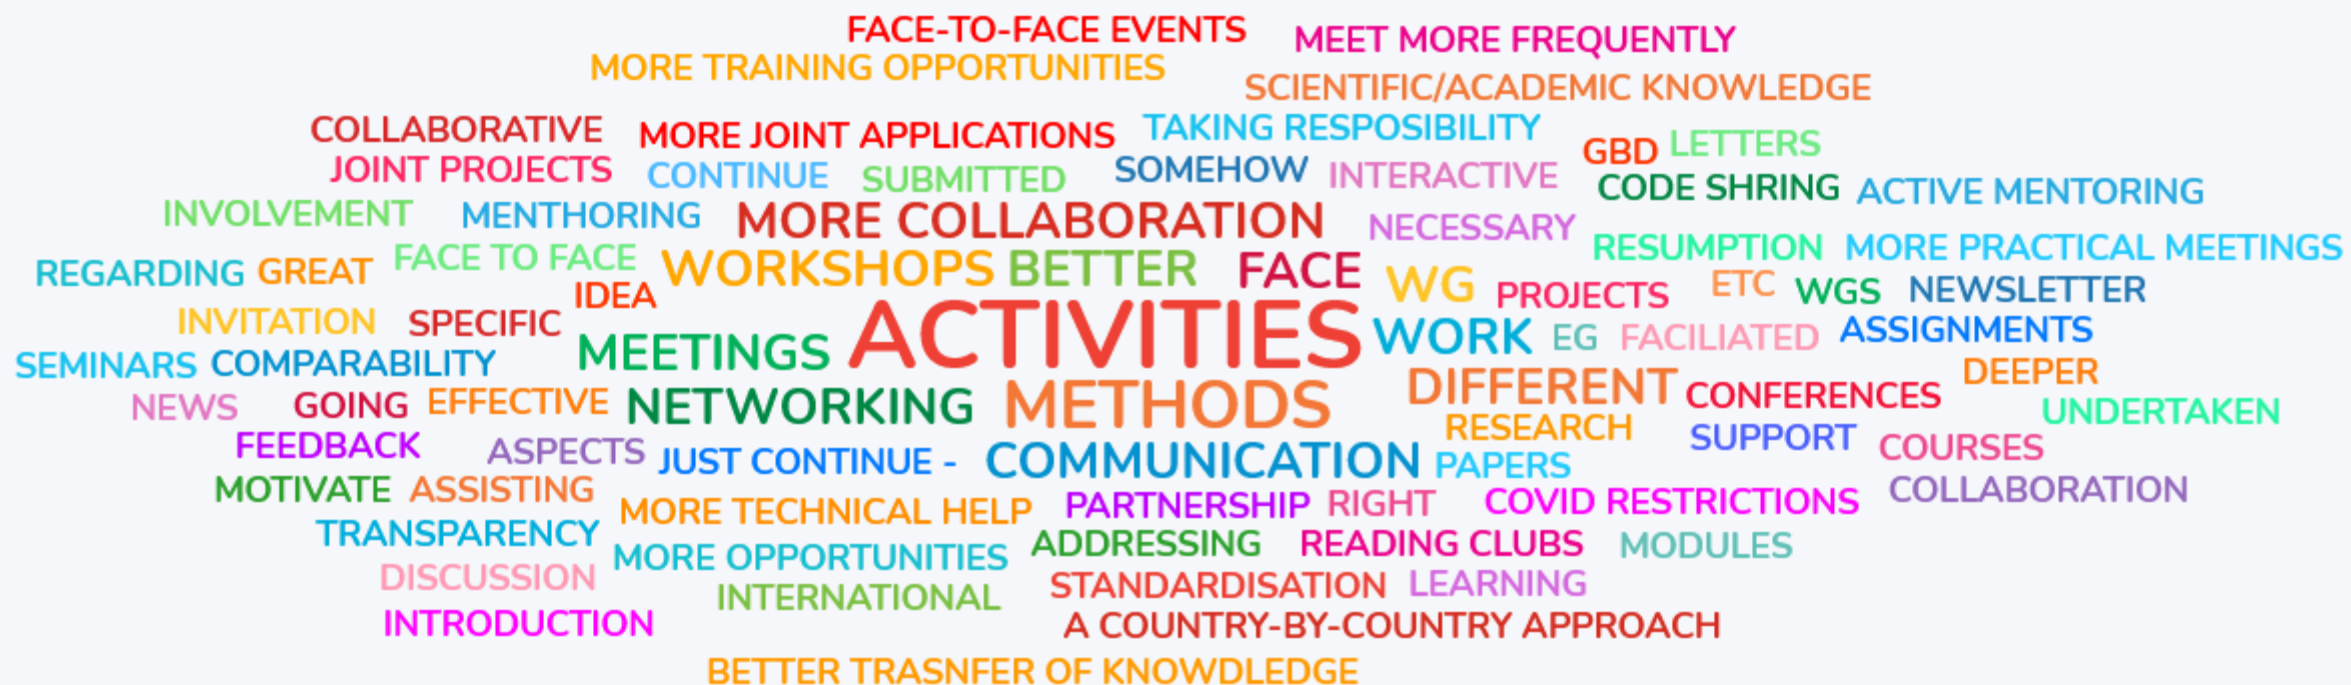 FACE-TO-FACE EVENTS MEET MORE FREQUENTLY
MORE TRAINING OPPORTUNITIES SCIENTIFIC/ACADEMIC KNOWLEDGE
COLLABORATIVE MORE JOINT APPLICATIONS TAKING RESPOSIBILITY GBD LETTERS
JOINT PROJECTS CONTINUE SUBMITTED SOMEHOW INTERACTIVE CODE SHRING ACTIVE MENTORING
INVOLVEMENT MENTHORING MORE COLLABORATION NECESSARY
REGARDING GREAT FACE TO FACE WORKSHOPS BETTER FACE WG RESUMPTION MORE PRACTICAL MEETINGS
IDEA PROJECTS ETC WGS NEWSLETTER
INVITATION SPECIFIC ACTIVITIES WORK EG FACILIATED ASSIGNMENTS
SEMINARS COMPARABILITY MEETINGS DIFFERENT DEEPER
NEWS GOING EFFECTIVE NETWORKING METHODS CONFERENCES UNDERTAKEN
FEEDBACK ASPECTS RESEARCH SUPPORT COURSES
JUST CONTINUE - COMMUNICATION PAPERS
MOTIVATE ASSISTING MORE TECHNICAL HELP PARTNERSHIP RIGHT COVID RESTRICTIONS COLLABORATION
TRANSPARENCY MORE OPPORTUNITIES ADDRESSING READING CLUBS MODULES
DISCUSSION INTERNATIONAL STANDARDISATION LEARNING
INTRODUCTION A COUNTRY-BY-COUNTRY APPROACH
BETTER TRASNFER OF KNOWDLEDGE